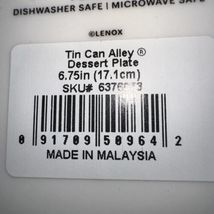 DISHWASHER SAFE | MICROWAVE SAFE
©LENOX
Tin Can Alley ®
Dessert Plate
6.75in (17.1cm)
SKU#
0 91709 50964 2
MADE IN MALAYSIA